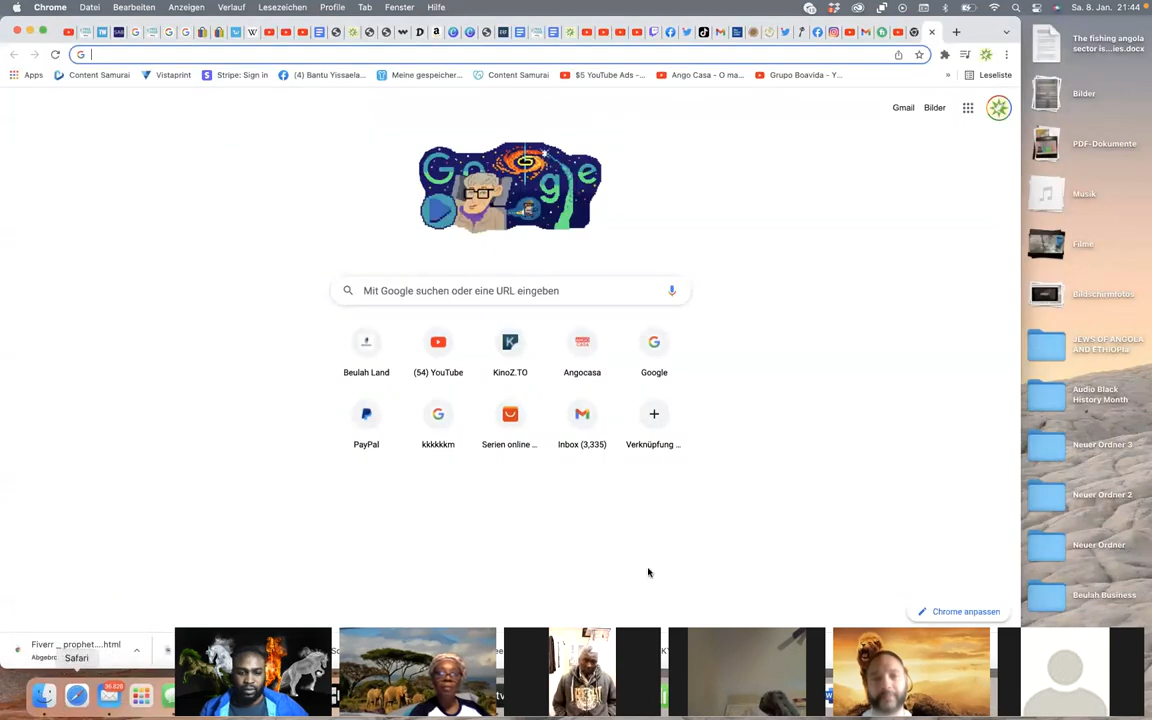 Chrome Datei Bearbeiten Anzeigen Verlauf Lesezeichen Profile Tab Fenster Hilfe Sa. 8. Jan. 21:44
Apps Content Samurai Vistaprint Stripe: Sign in (4) Bantu Yissaela... Meine gespeicher... Content Samurai $5 YouTube Ads -... Ango Casa - O ma... Grupo Boavida - Y... » Leseliste
Gmail Bilder
Google
Mit Google suchen oder eine URL eingeben
Beulah Land (54) YouTube KinoZ.TO Angocasa Google
PayPal kkkkkkm Serien online ... Inbox (3,335) Verknüpfung ...
Chrome anpassen
Fiverr _ prophet....html
Abgebro
Safari
36.828
The fishing angola
sector is...ies.docx
Bilder
PDF-Dokumente
Musik
Filme
Bildschirmfotos
JEWS OF ANGOLA
AND ETHIOPIA
Audio Black
History Month
Neuer Ordner 3
Neuer Ordner 2
Neuer Ordner
Beulah Business